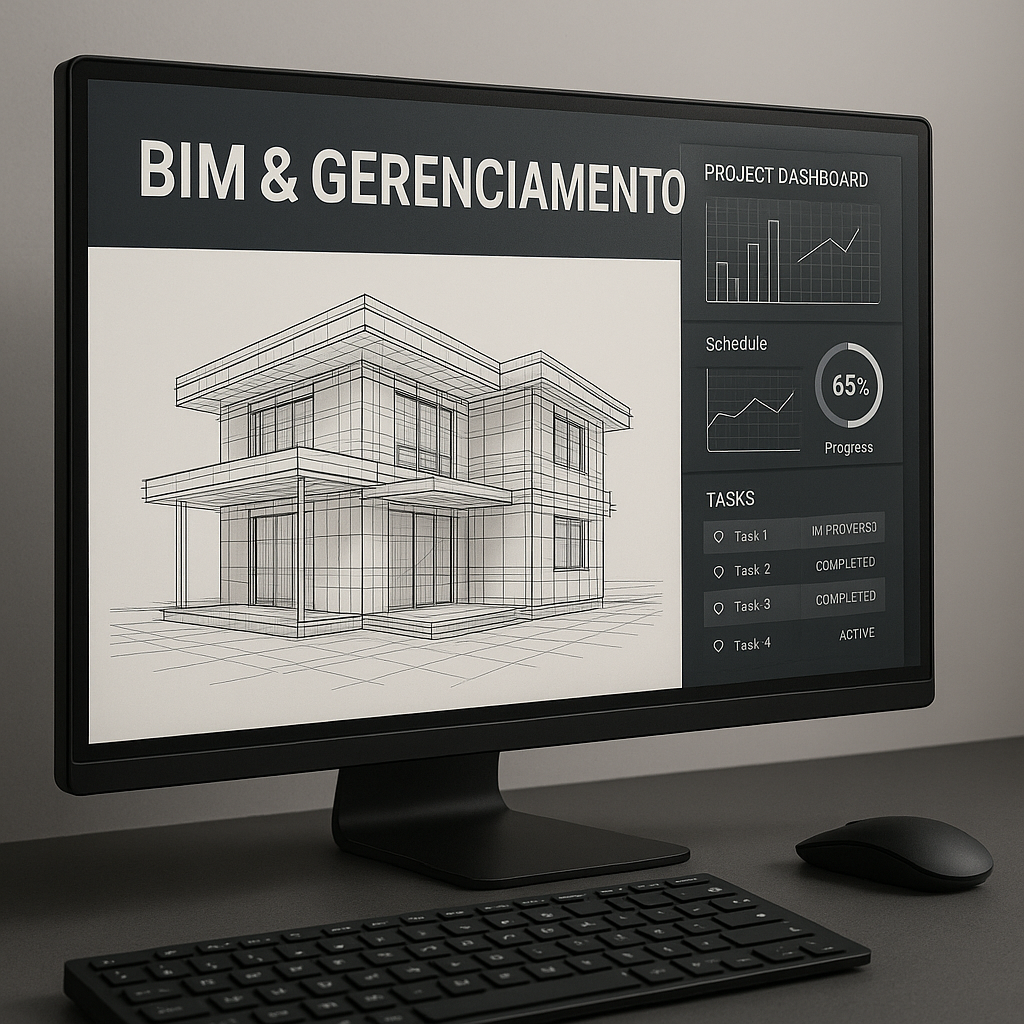 BIM & GERENCIAMENTO
PROJECT DASHBOARD
Schedule
65%
Progress
TASKS
Task 1 IM PROVERSO
Task 2 COMPLETED
Task 3 COMPLETED
Task 4 ACTIVE